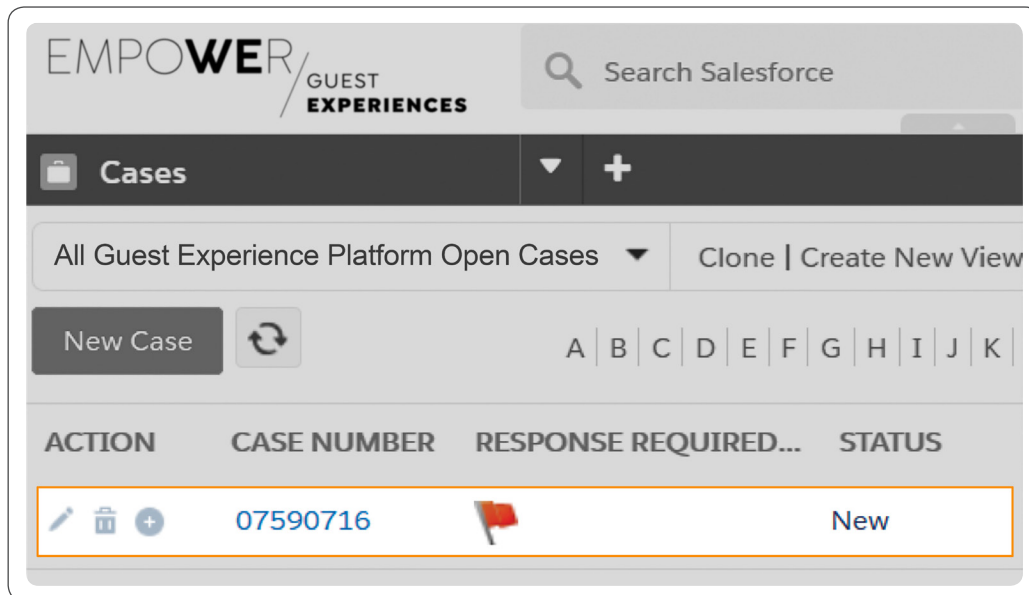 EMPOWER
GUEST
EXPERIENCES
Search Salesforce
Cases
All Guest Experience Platform Open Cases
Clone | Create New View
New Case
A | B | C | D | E | F | G | H | I | J | K |
ACTION CASE NUMBER RESPONSE REQUIRED... STATUS
07590716 New